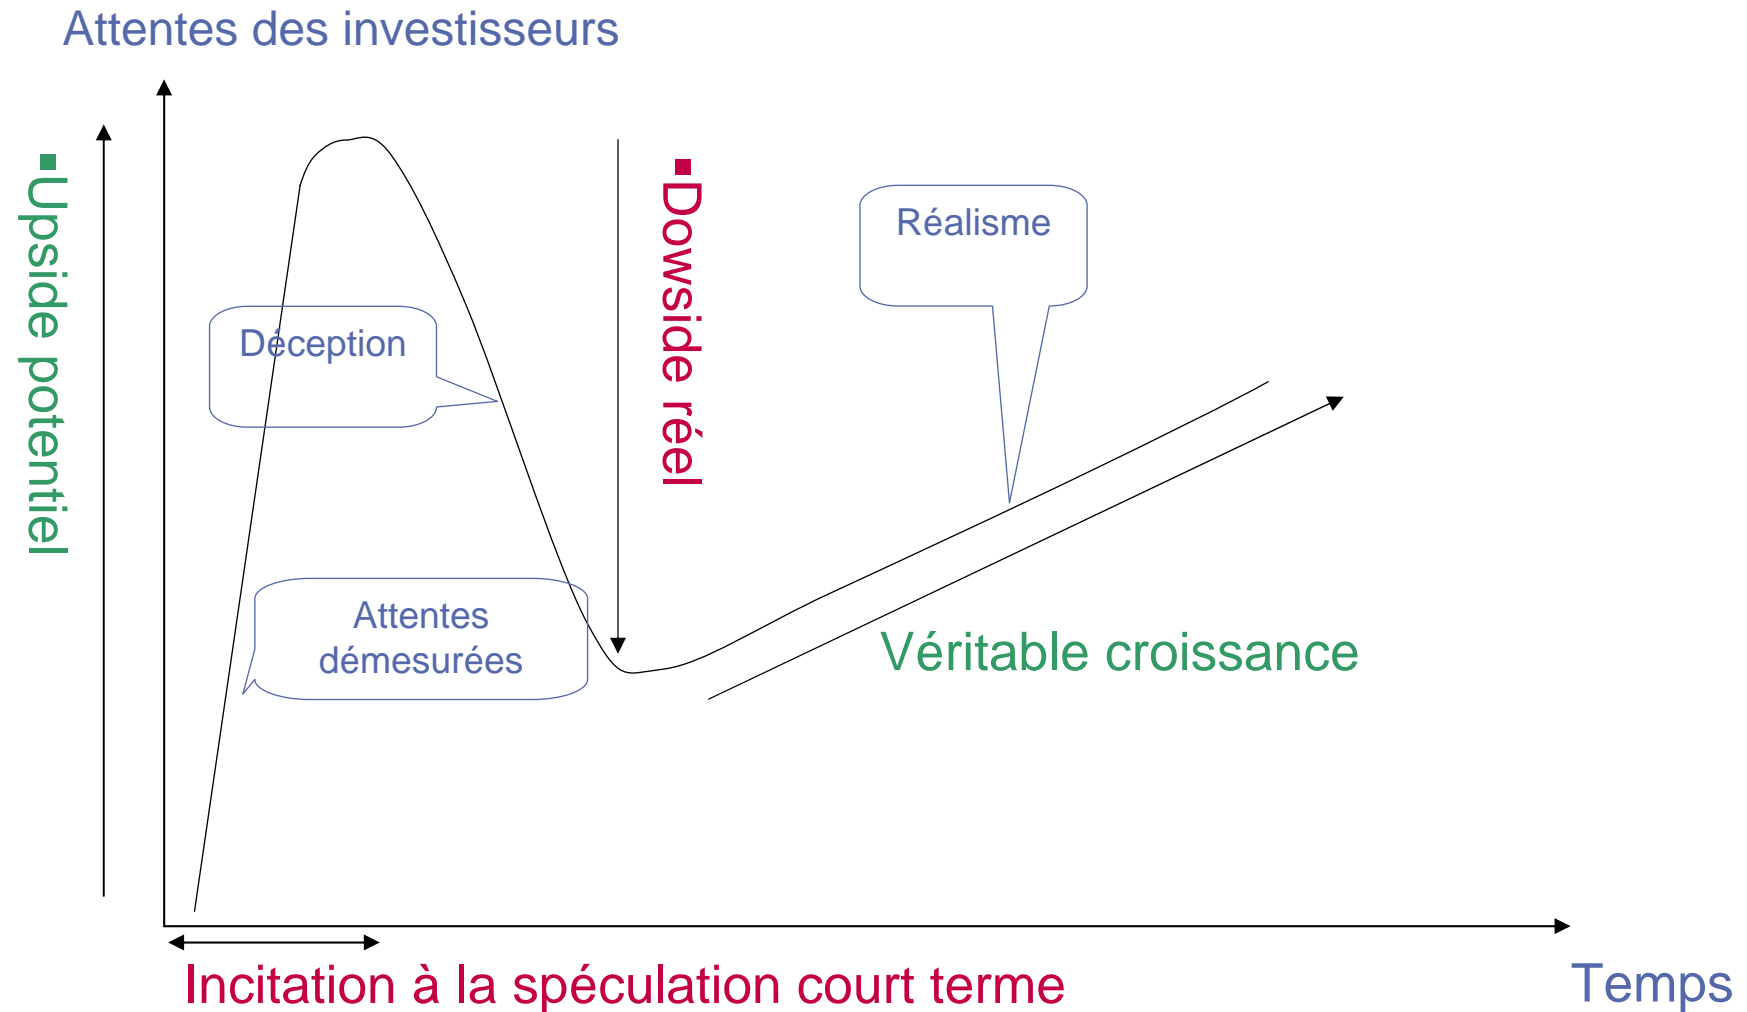 Attentes des investisseurs
▪Upside potentiel
▪Dowside réel
Réalisme
Déception
Attentes
démesurées
Véritable croissance
Incitation à la spéculation court terme
Temps